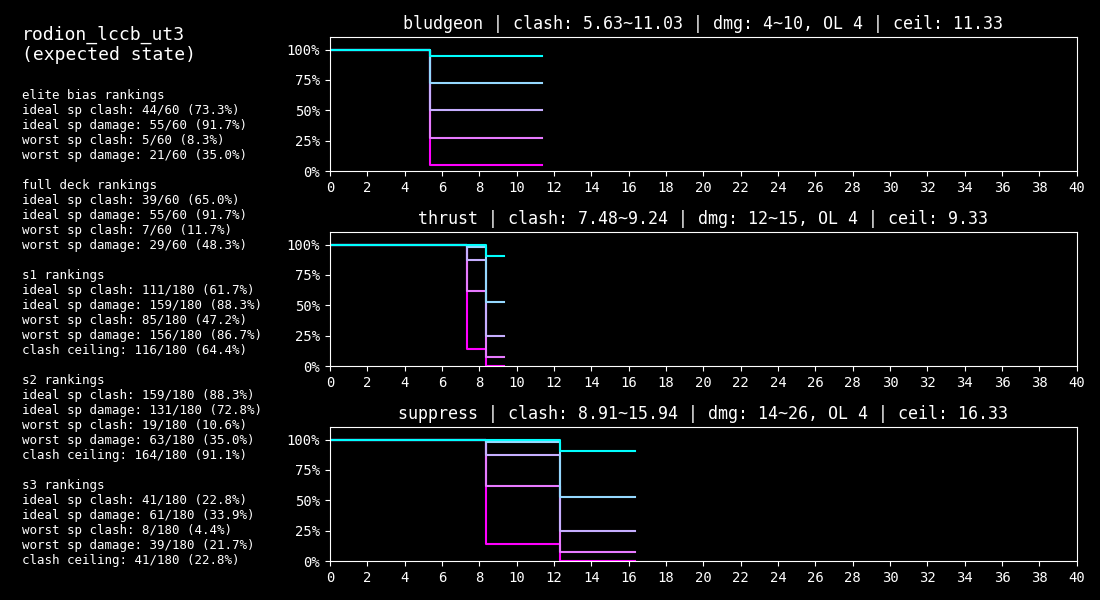 rodion_lccb_ut3
(expected state)
elite bias rankings
ideal sp clash: 44/60 (73.3%)
ideal sp damage: 55/60 (91.7%)
worst sp clash: 5/60 (8.3%)
worst sp damage: 21/60 (35.0%)
full deck rankings
ideal sp clash: 39/60 (65.0%)
ideal sp damage: 55/60 (91.7%)
worst sp clash: 7/60 (11.7%)
worst sp damage: 29/60 (48.3%)
s1 rankings
ideal sp clash: 111/180 (61.7%)
ideal sp damage: 159/180 (88.3%)
worst sp clash: 85/180 (47.2%)
worst sp damage: 156/180 (86.7%)
clash ceiling: 116/180 (64.4%)
s2 rankings
ideal sp clash: 159/180 (88.3%)
ideal sp damage: 131/180 (72.8%)
worst sp clash: 19/180 (10.6%)
worst sp damage: 63/180 (35.0%)
clash ceiling: 164/180 (91.1%)
s3 rankings
ideal sp clash: 41/180 (22.8%)
ideal sp damage: 61/180 (33.9%)
worst sp clash: 8/180 (4.4%)
worst sp damage: 39/180 (21.7%)
clash ceiling: 41/180 (22.8%)
bludgeon | clash: 5.63~11.03 | dmg: 4~10, OL 4 | ceil: 11.33
100%
75%
50%
25%
0%
0 2 4 6 8 10 12 14 16 18 20 22 24 26 28 30 32 34 36 38 40
thrust | clash: 7.48~9.24 | dmg: 12~15, OL 4 | ceil: 9.33
100%
75%
50%
25%
0%
0 2 4 6 8 10 12 14 16 18 20 22 24 26 28 30 32 34 36 38 40
suppress | clash: 8.91~15.94 | dmg: 14~26, OL 4 | ceil: 16.33
100%
75%
50%
25%
0%
0 2 4 6 8 10 12 14 16 18 20 22 24 26 28 30 32 34 36 38 40